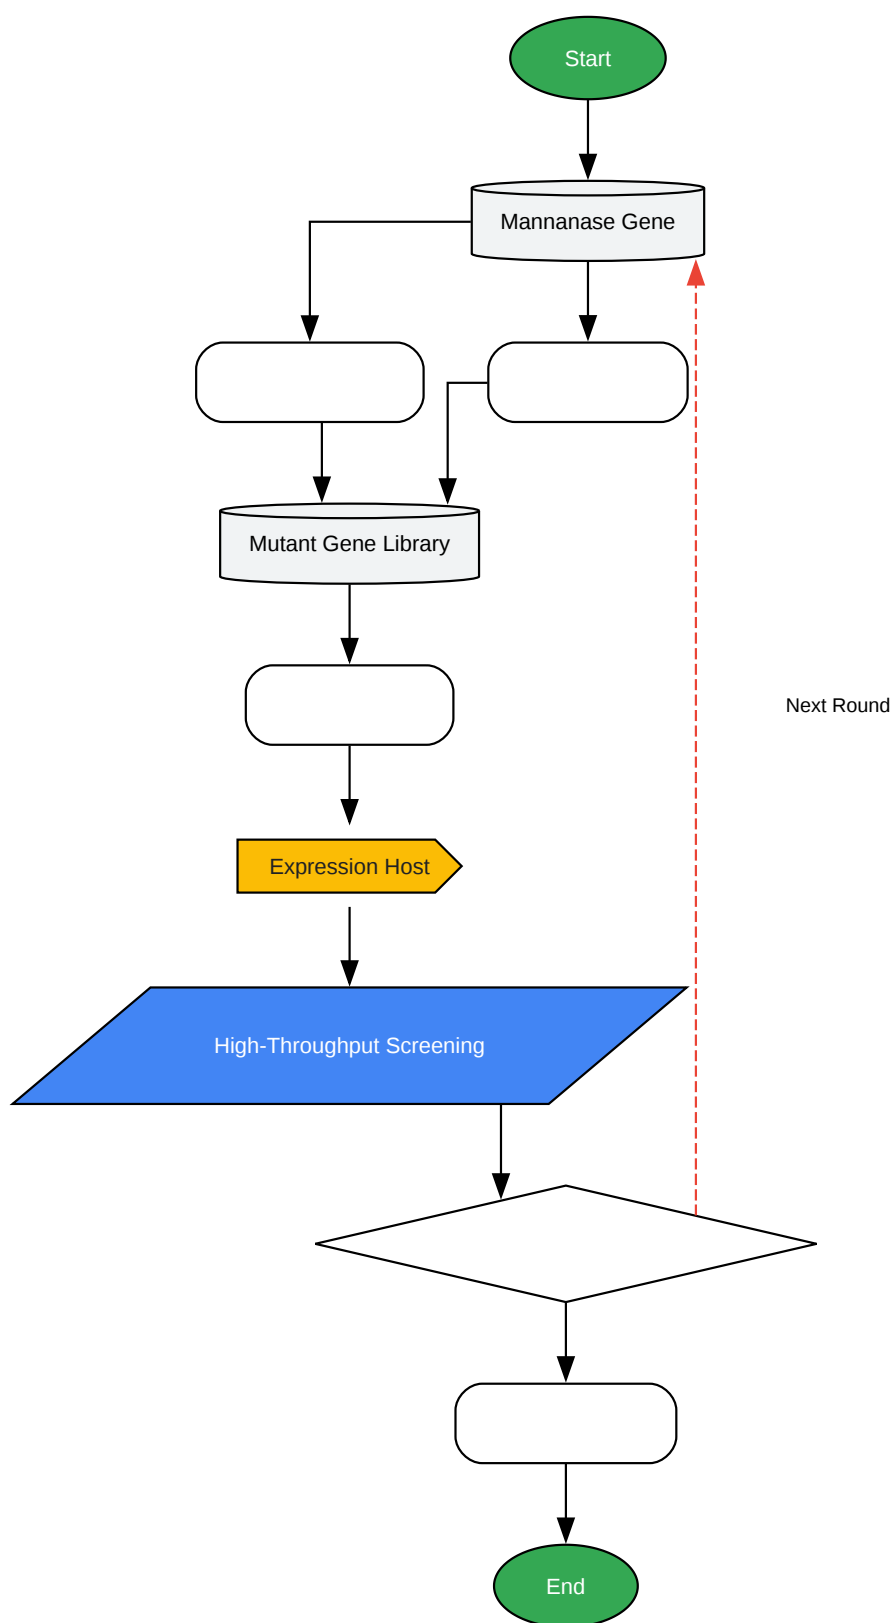 Start
Mannanase Gene
Mutant Gene Library
Next Round
Expression Host
High-Throughput Screening
End